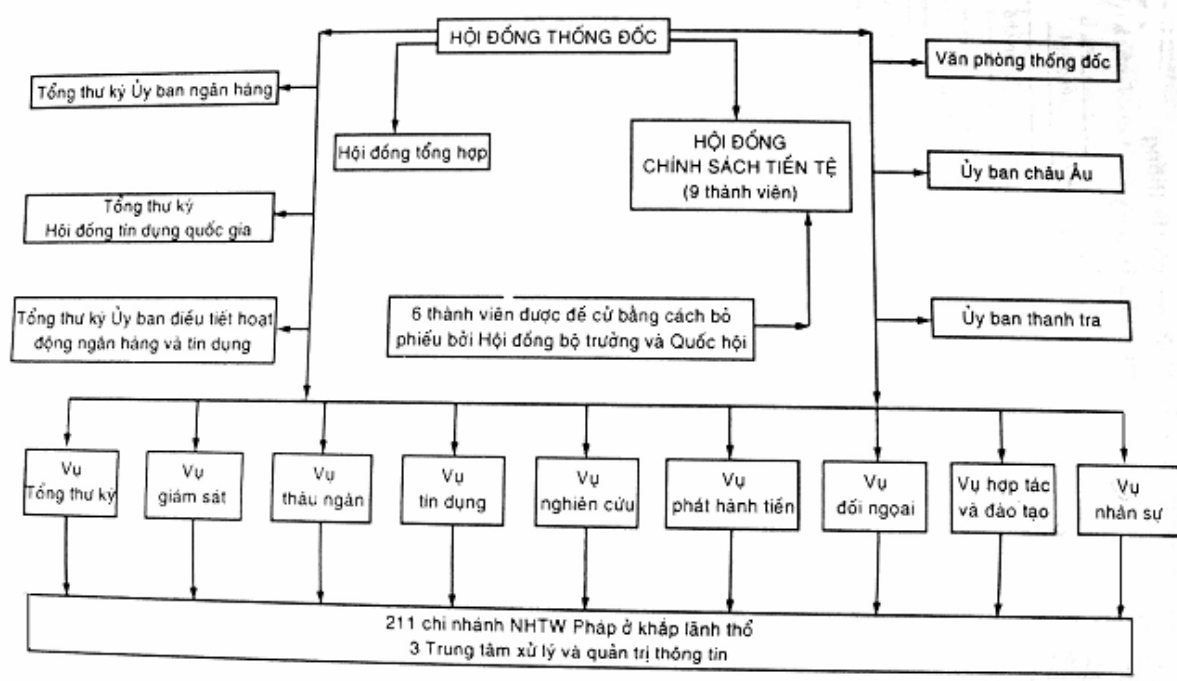 HỘI ĐỒNG THỐNG ĐỐC
Văn phòng thống đốc
Tổng thư ký Ủy ban ngân hàng
Hội đồng tổng hợp
HỘI ĐỒNG
CHÍNH SÁCH TIỀN TỆ
(9 thành viên)
Ủy ban châu Âu
Tổng thư ký
Hội đồng tín dụng quốc gia
Tổng thư ký Ủy ban điều tiết hoạt
động ngân hàng và tín dụng
6 thành viên được đề cử bằng cách bỏ
phiếu bởi Hội đồng bộ trưởng và Quốc hội
Ủy ban thanh tra
Vụ
Tổng thư ký
Vụ
giám sát
Vụ
thâu ngân
Vụ
tín dụng
Vụ
nghiên cứu
Vụ
phát hành tiền
Vụ
đối ngoại
Vụ hợp tác
và đào tạo
Vụ
nhân sự
211 chi nhánh NHTW Pháp ở khắp lãnh thổ
3 Trung tâm xử lý và quản trị thông tin